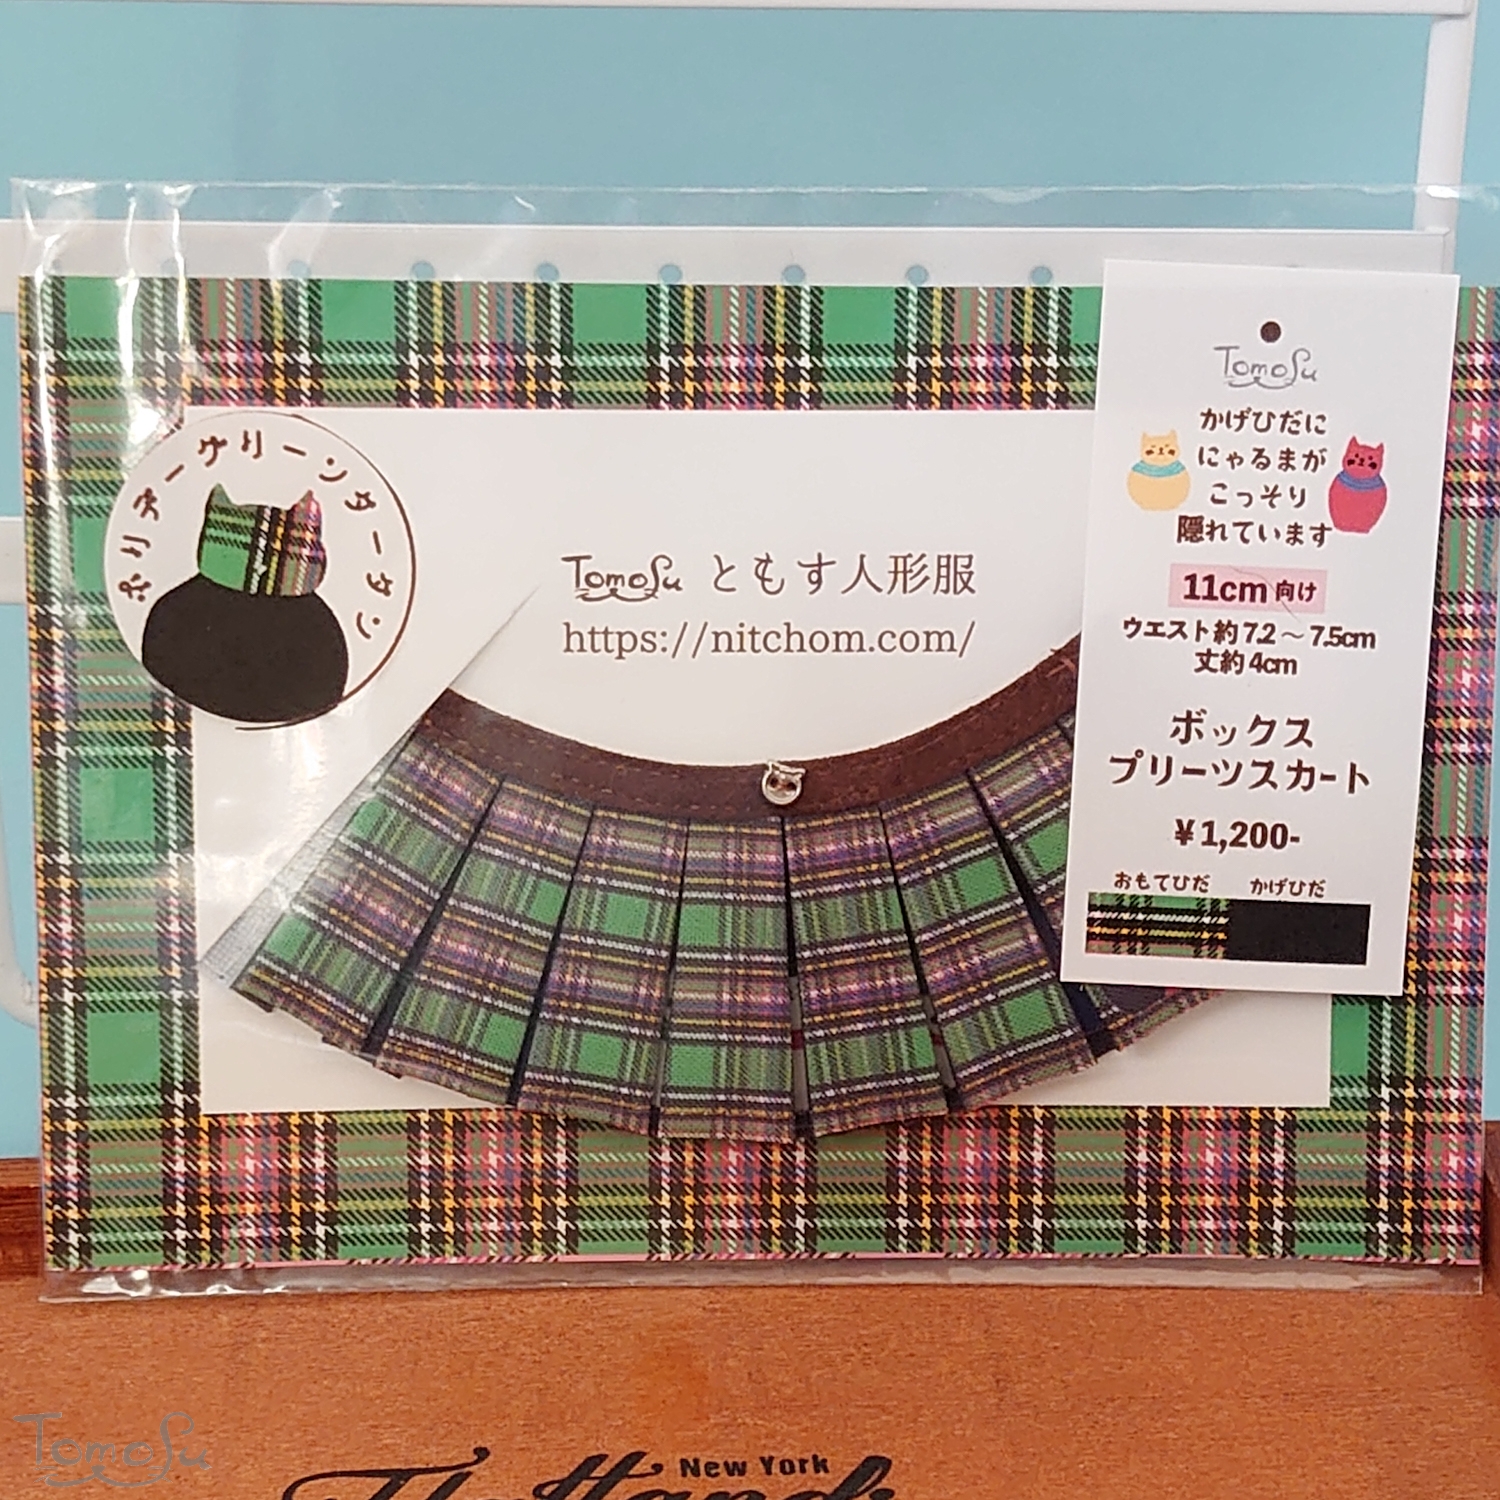 ポリアーグリーンタータン
TomoSu ともす人形服
https://nitchom.com/
TomoSu
かげひだに
にゃるまが
こっそり
隠れています
11cm 向け
ウエスト約7.2～7.5cm
丈約4cm
ボックス
プリーツスカート
¥1,200-
おもてひだ かげひだ
TomoSu
New York